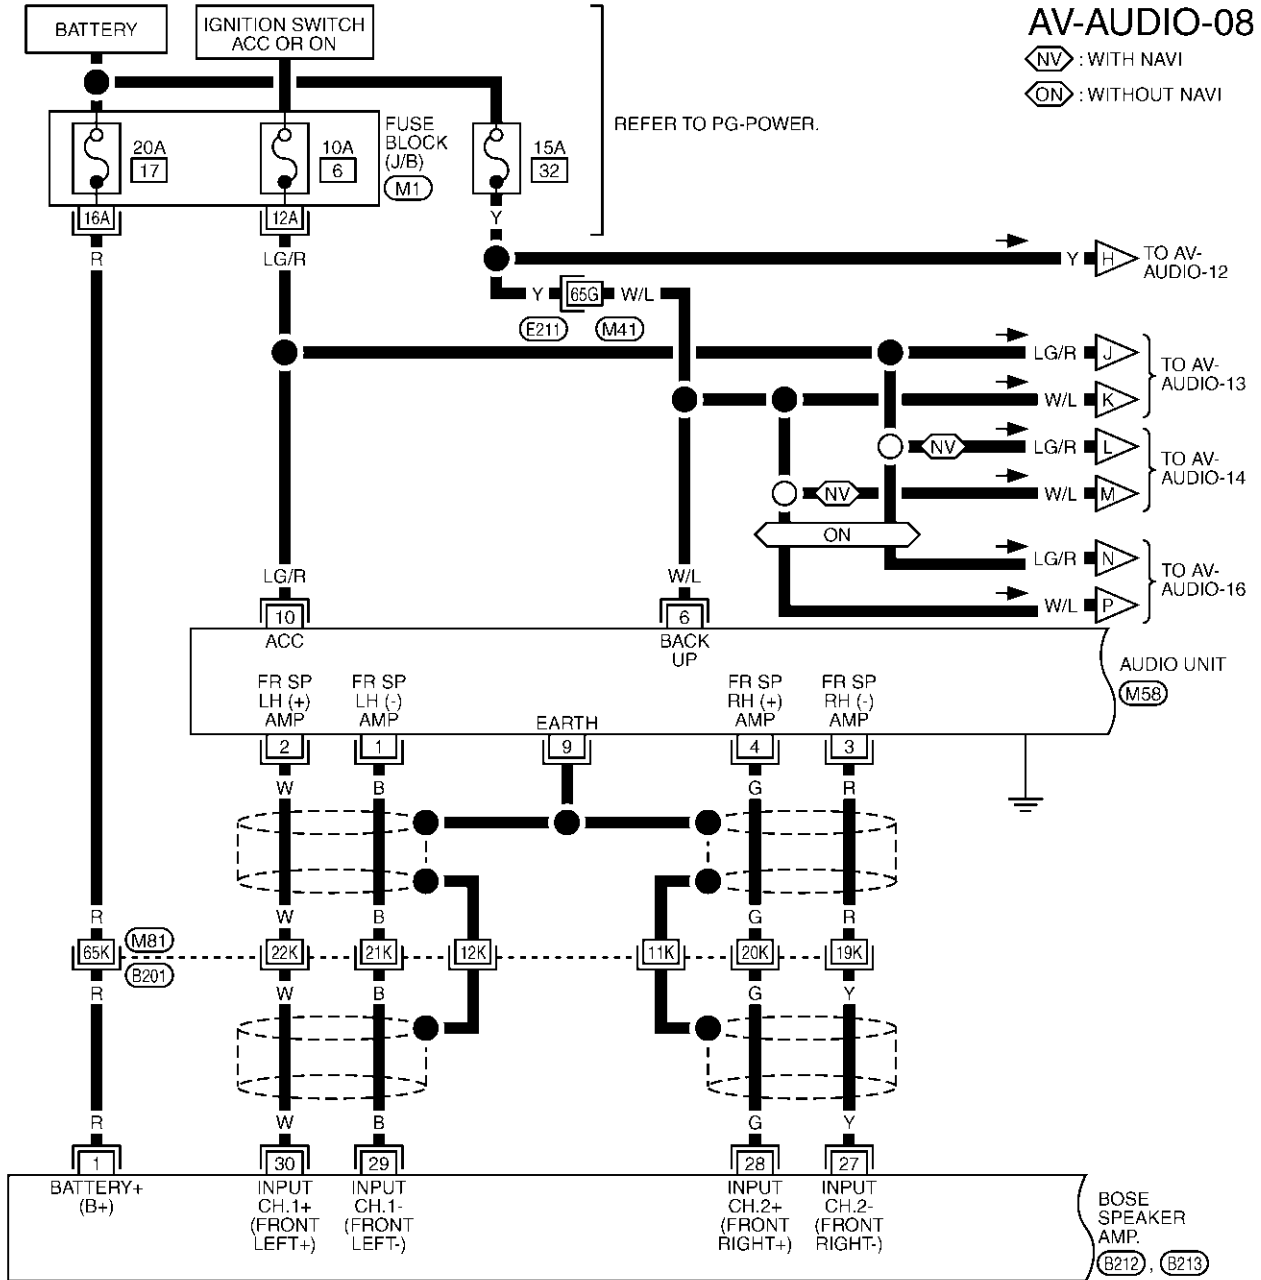 AV-AUDIO-08
BATTERY
IGNITION SWITCH
ACC OR ON
NV : WITH NAVI
ON : WITHOUT NAVI
REFER TO PG-POWER.
20A
17
10A
6
FUSE
BLOCK
(J/B)
M1
15A
32
16A
12A
Y
R
LG/R
Y
H
TO AV-
AUDIO-12
Y
65G
W/L
E211
M41
LG/R
J
W/L
K
TO AV-
AUDIO-13
NV
LG/R
L
NV
W/L
M
TO AV-
AUDIO-14
ON
LG/R
N
W/L
P
TO AV-
AUDIO-16
LG/R
W/L
10
6
ACC
BACK
UP
AUDIO UNIT
M58
FR SP
LH (+)
AMP
FR SP
LH (-)
AMP
EARTH
FR SP
RH (+)
AMP
FR SP
RH (-)
AMP
2
1
9
4
3
W
B
G
R
R
W
B
G
R
65K
M81
B201
22K
21K
12K
11K
20K
19K
R
W
B
G
Y
R
W
B
G
Y
1
30
29
28
27
BATTERY+
(B+)
INPUT
CH.1+
(FRONT
LEFT+)
INPUT
CH.1-
(FRONT
LEFT-)
INPUT
CH.2+
(FRONT
RIGHT+)
INPUT
CH.2-
(FRONT
RIGHT-)
BOSE
SPEAKER
AMP.
B212 , B213